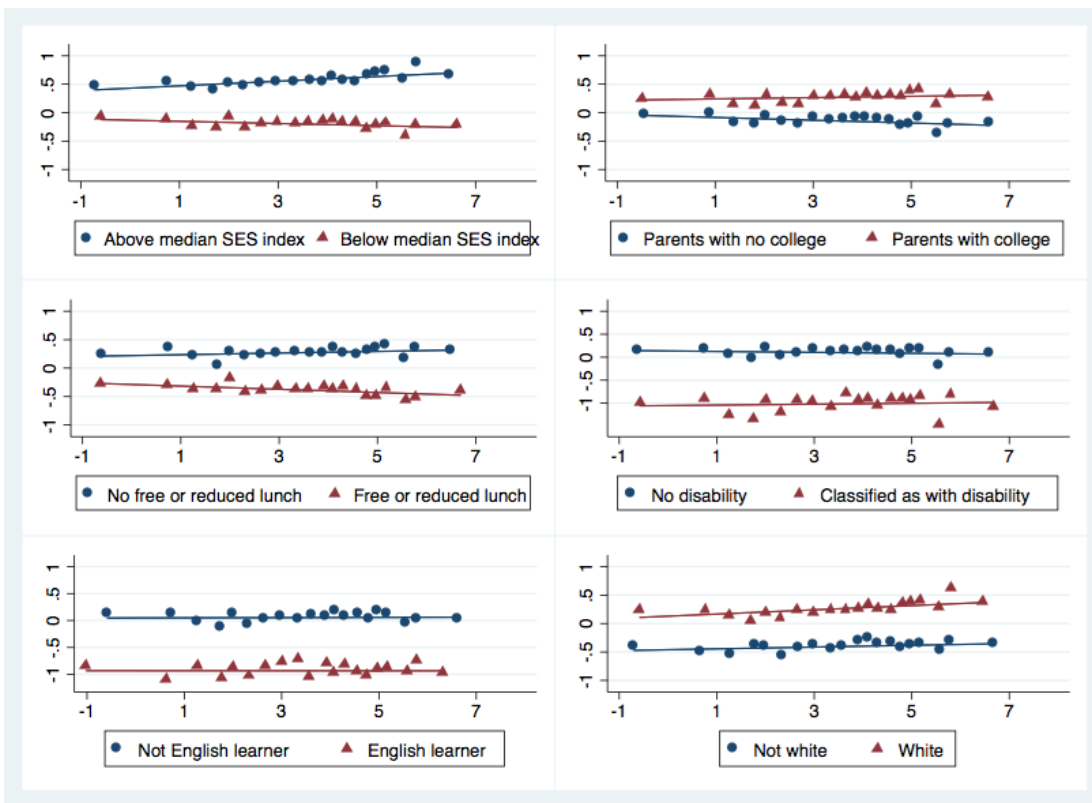 1
.5
0
-.5
-1
-1 1 3 5 7
Above median SES index Below median SES index
1
.5
0
-.5
-1
-1 1 3 5 7
Parents with no college Parents with college
1
.5
0
-.5
-1
-1 1 3 5 7
No free or reduced lunch Free or reduced lunch
1
.5
0
-.5
-1
-1 1 3 5 7
No disability Classified as with disability
1
.5
0
-.5
-1
-1 1 3 5 7
Not English learner English learner
1
.5
0
-.5
-1
-1 1 3 5 7
Not white White